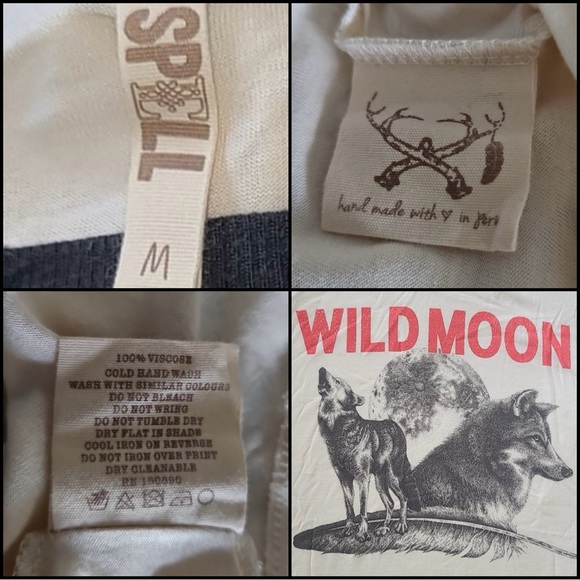 SPELL
M
hand made with ♡ in Peru
100% VISCOSE
COLD HAND WASH
WASH WITH SIMILAR COLOURS
DO NOT BLEACH
DO NOT WRING
DO NOT TUMBLE DRY
DRY FLAT IN SHADE
COOL IRON ON REVERSE
DO NOT IRON OVER PRINT
DRY CLEANABLE
WILD MOON